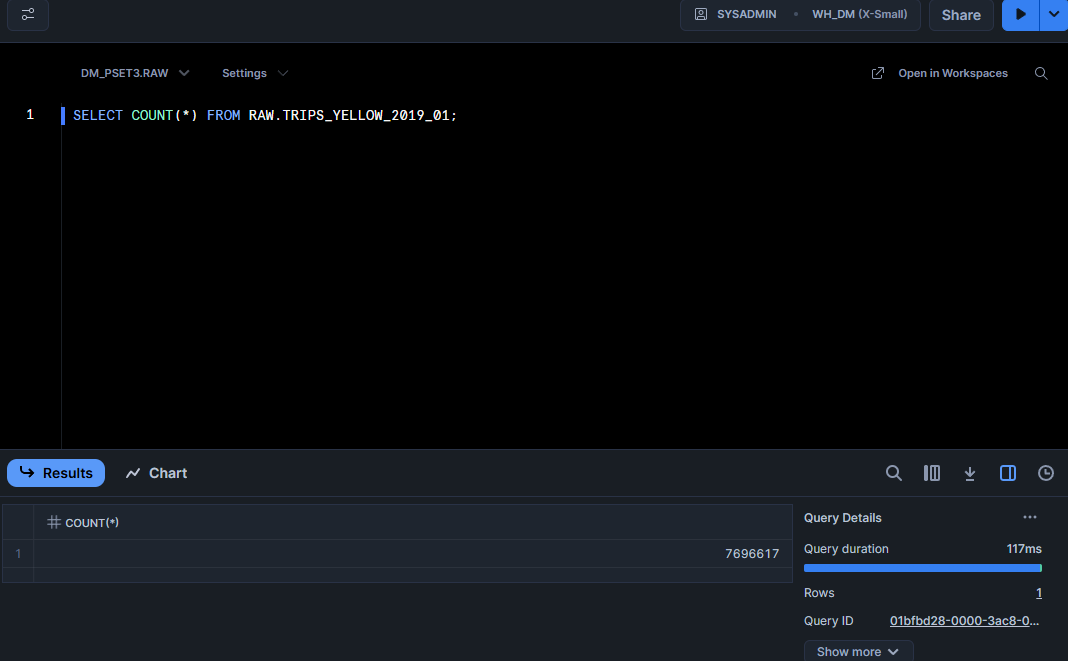 SYSADMIN • WH_DM (X-Small) Share
DM_PSET3.RAW Settings Open in Workspaces
1 SELECT COUNT(*) FROM RAW.TRIPS_YELLOW_2019_01;
Results Chart
COUNT(*)
1 7696617
Query Details ...
Query duration 117ms
Rows 1
Query ID 01bfbd28-0000-3ac8-0...
Show more